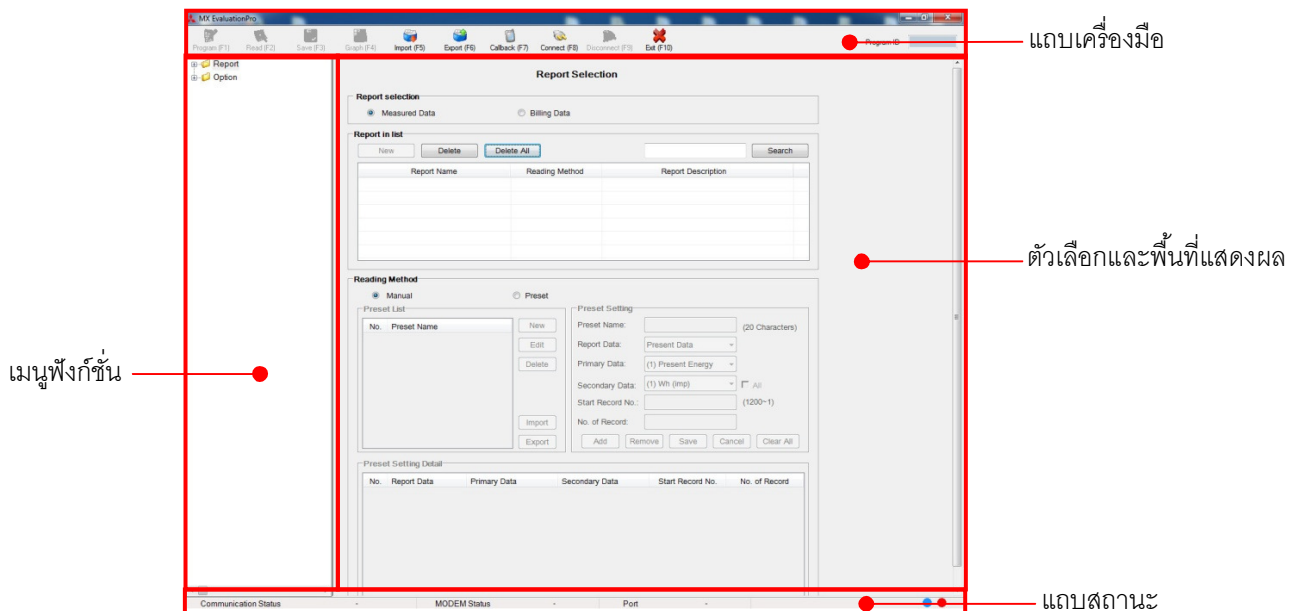 MX EvaluationPro
Program (F1) Read (F2) Save (F3) Graph (F4) Import (F5) Export (F6) Callback (F7) Connect (F8) Disconnect (F9) Exit (F10) Program ID
แถบเครื่องมือ
Report
Option
Report Selection
Report selection
Measured Data Billing Data
Report in list
New Delete Delete All Search
Report Name Reading Method Report Description
ตัวเลือกและพื้นที่แสดงผล
Reading Method
Manual Preset
Preset List Preset Setting
No. Preset Name New Preset Name: (20 Characters)
Edit Report Data: Present Data
Delete Primary Data: (1) Present Energy
เมนูฟังก์ชั่น
Secondary Data: (1) Wh (imp) All
Start Record No.: (1200~1)
Import No. of Record:
Export Add Remove Save Cancel Clear All
Preset Setting Detail
No. Report Data Primary Data Secondary Data Start Record No. No. of Record
Communication Status - MODEM Status - Port -
แถบสถานะ